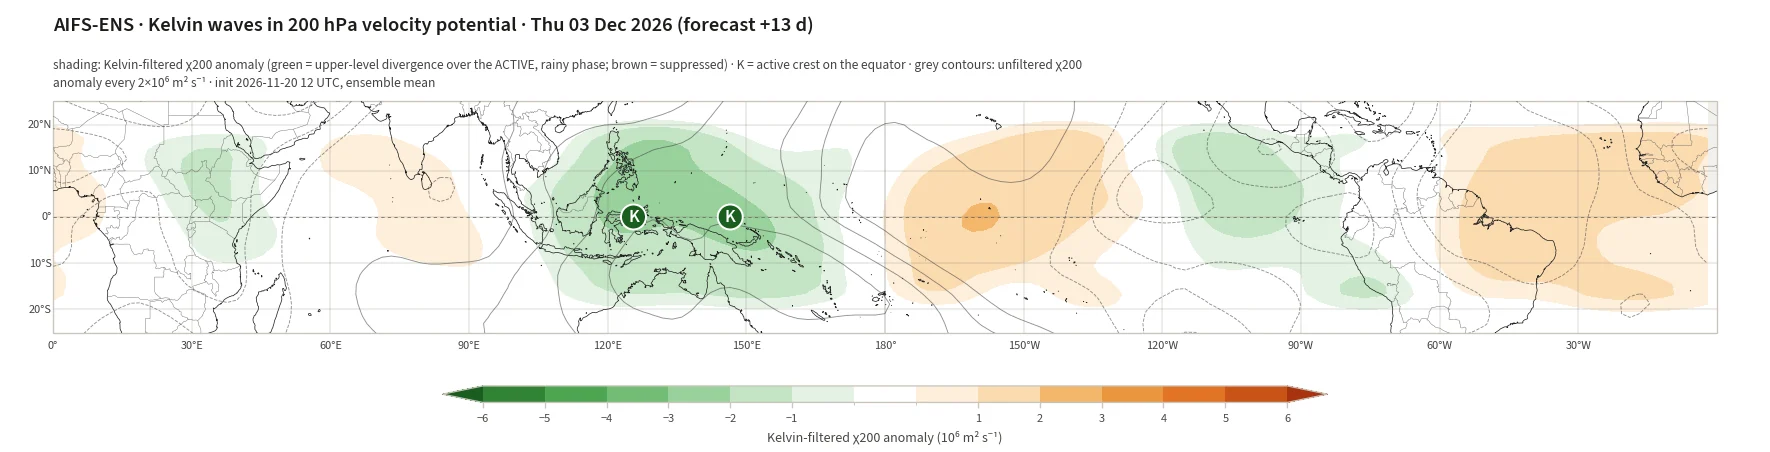 AIFS-ENS · Kelvin waves in 200 hPa velocity potential · Thu 03 Dec 2026 (forecast +13 d)
shading: Kelvin-filtered χ200 anomaly (green = upper-level divergence over the ACTIVE, rainy phase; brown = suppressed) · K = active crest on the equator · grey contours: unfiltered χ200
anomaly every 2×10⁶ m² s⁻¹ · init 2026-11-20 12 UTC, ensemble mean
20°N
10°N
0°
10°S
20°S
K K
0° 30°E 60°E 90°E 120°E 150°E 180° 150°W 120°W 90°W 60°W 30°W
−6 −5 −4 −3 −2 −1 1 2 3 4 5 6
Kelvin-filtered χ200 anomaly (10⁶ m² s⁻¹)